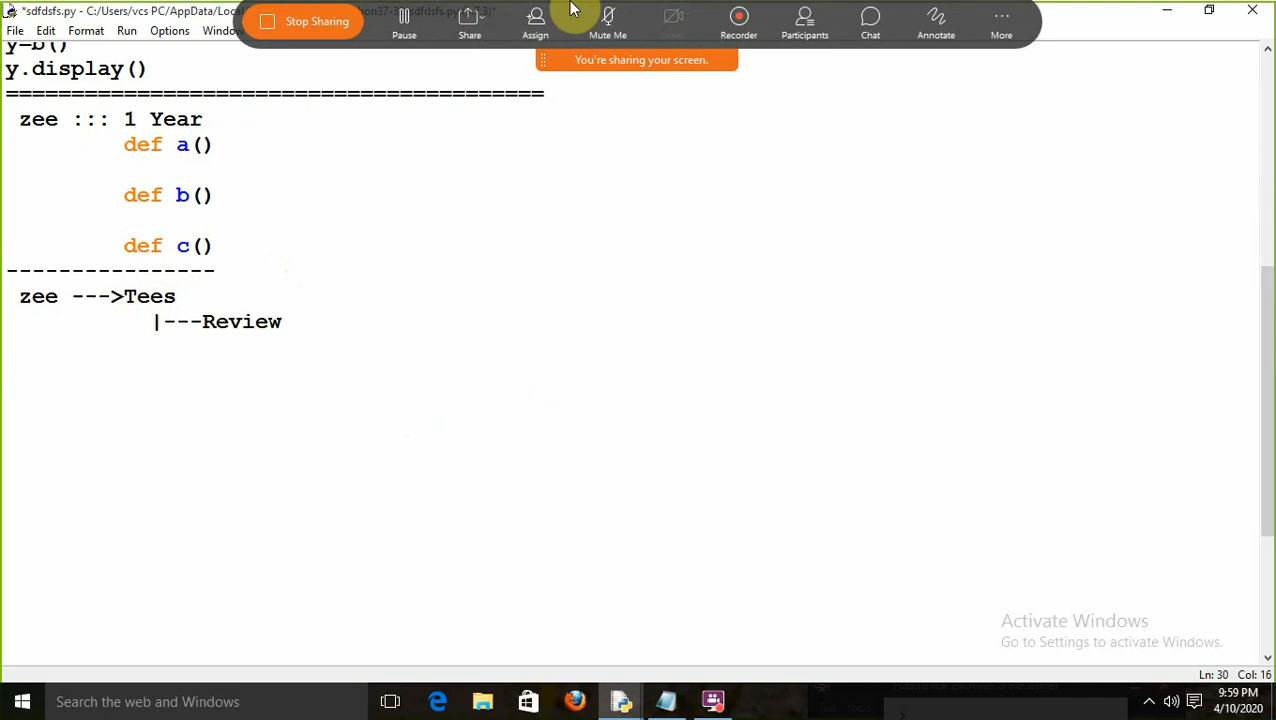 *sdfdsfs.py - C:/Users/vcs PC/AppData/Local
Stop Sharing
Pause
Share
Assign
Mute Me
Recorder
Participants
Chat
Annotate
More
File Edit Format Run Options Window
You're sharing your screen.
y=b()
y.display()
=========================================
zee ::: 1 Year
def a()
def b()
def c()
----------------
zee --->Tees
|---Review
Activate Windows
Go to Settings to activate Windows.
Ln: 30 Col: 16
Search the web and Windows
9:59 PM
4/10/2020